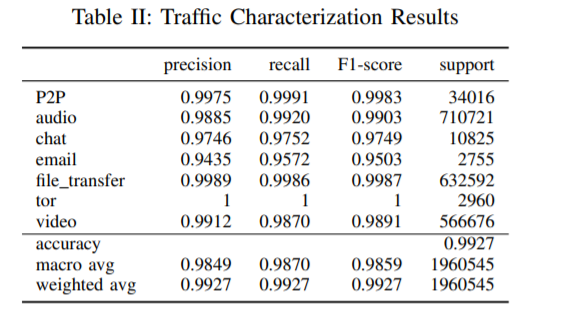 Table II: Traffic Characterization Results
precision recall F1-score support
P2P 0.9975 0.9991 0.9983 34016
audio 0.9885 0.9920 0.9903 710721
chat 0.9746 0.9752 0.9749 10825
email 0.9435 0.9572 0.9503 2755
file_transfer 0.9989 0.9986 0.9987 632592
tor 1 1 1 2960
video 0.9912 0.9870 0.9891 566676
accuracy 0.9927
macro avg 0.9849 0.9870 0.9859 1960545
weighted avg 0.9927 0.9927 0.9927 1960545